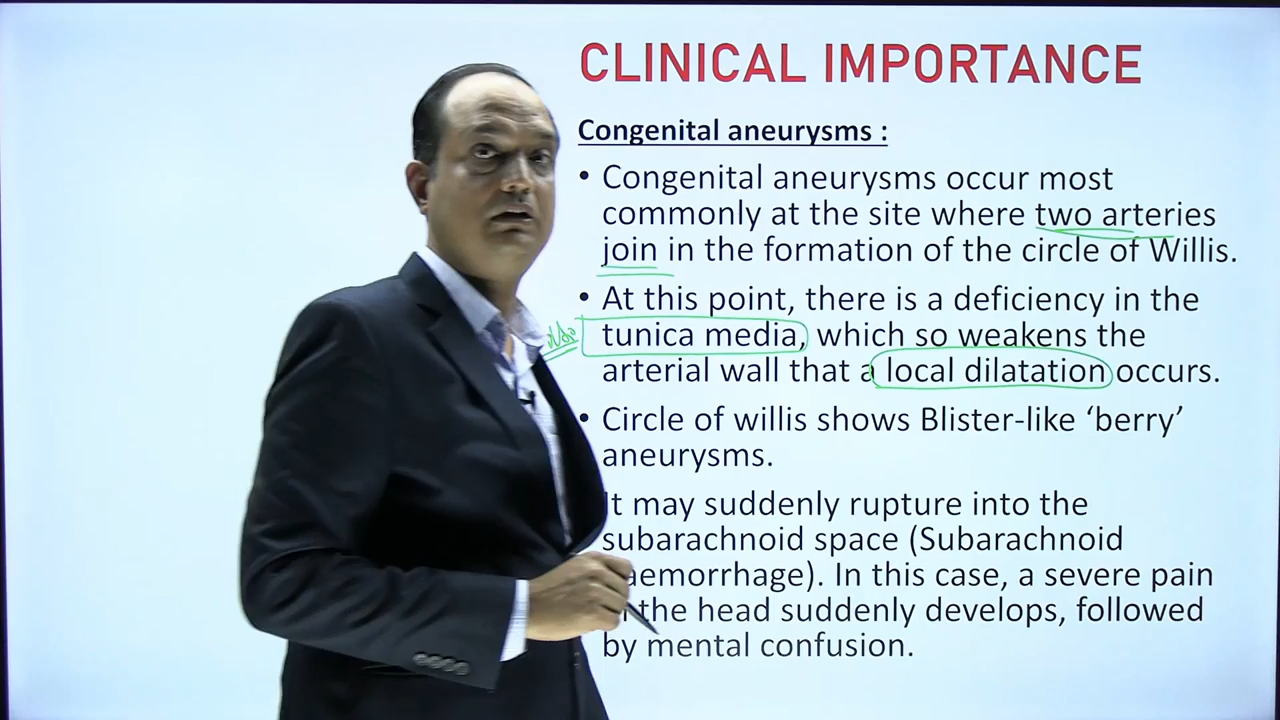 CLINICAL IMPORTANCE
Congenital aneurysms :
• Congenital aneurysms occur most
commonly at the site where two arteries
join in the formation of the circle of Willis.
• At this point, there is a deficiency in the
tunica media, which so weakens the
arterial wall that a local dilatation occurs.
• Circle of willis shows Blister-like ‘berry’
aneurysms.
It may suddenly rupture into the
subarachnoid space (Subarachnoid
aemorrhage). In this case, a severe pain
the head suddenly develops, followed
by mental confusion.